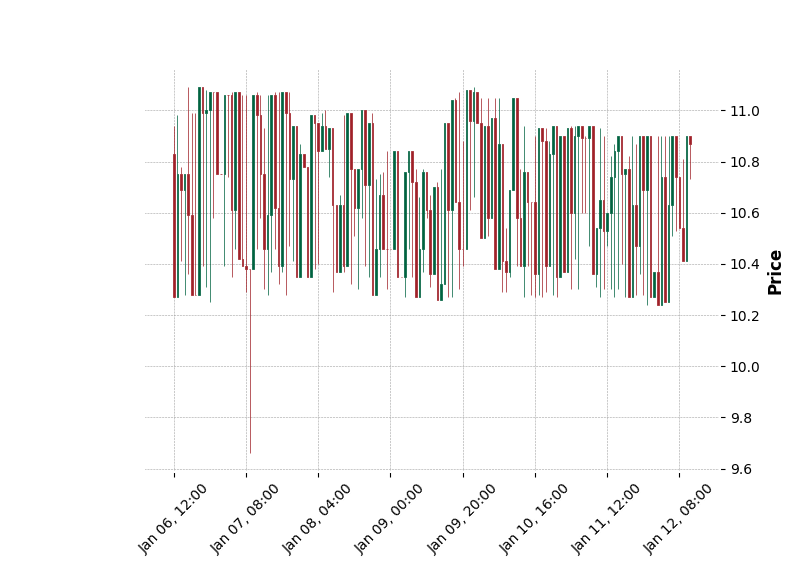 11.0
10.8
10.6
10.4
10.2
10.0
9.8
9.6
Price
Jan 06, 12:00
Jan 07, 08:00
Jan 08, 04:00
Jan 09, 00:00
Jan 09, 20:00
Jan 10, 16:00
Jan 11, 12:00
Jan 12, 08:00